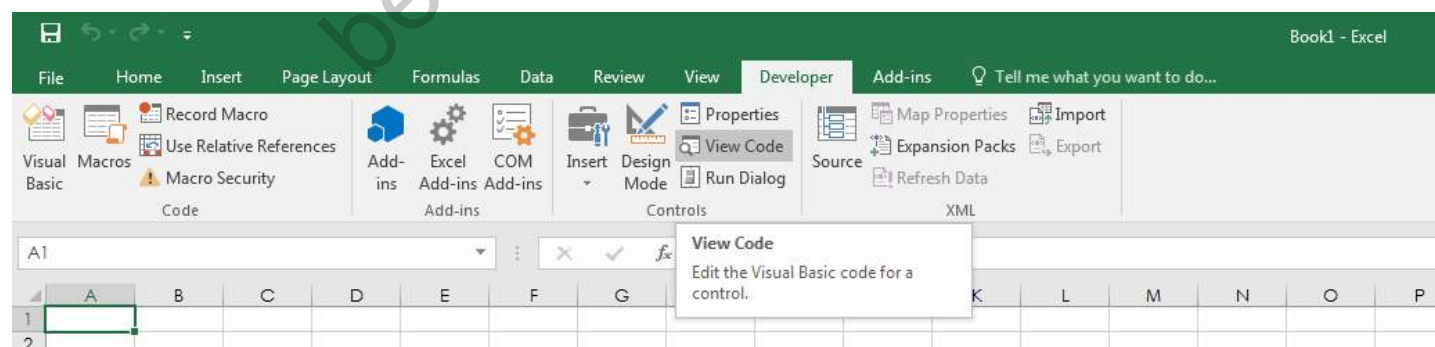 be
Book1 - Excel
File Home Insert Page Layout Formulas Data Review View Developer Add-ins Tell me what you want to do...
Visual Basic
Macros
Record Macro
Use Relative References
Macro Security
Code
Add-ins
Excel Add-ins
COM Add-ins
Add-ins
Insert
Design Mode
Properties
View Code
Run Dialog
Controls
Source
Map Properties
Expansion Packs
Refresh Data
Import
Export
XML
A1
fx
View Code
Edit the Visual Basic code for a
control.
A B C D E F G K L M N O P
1
2